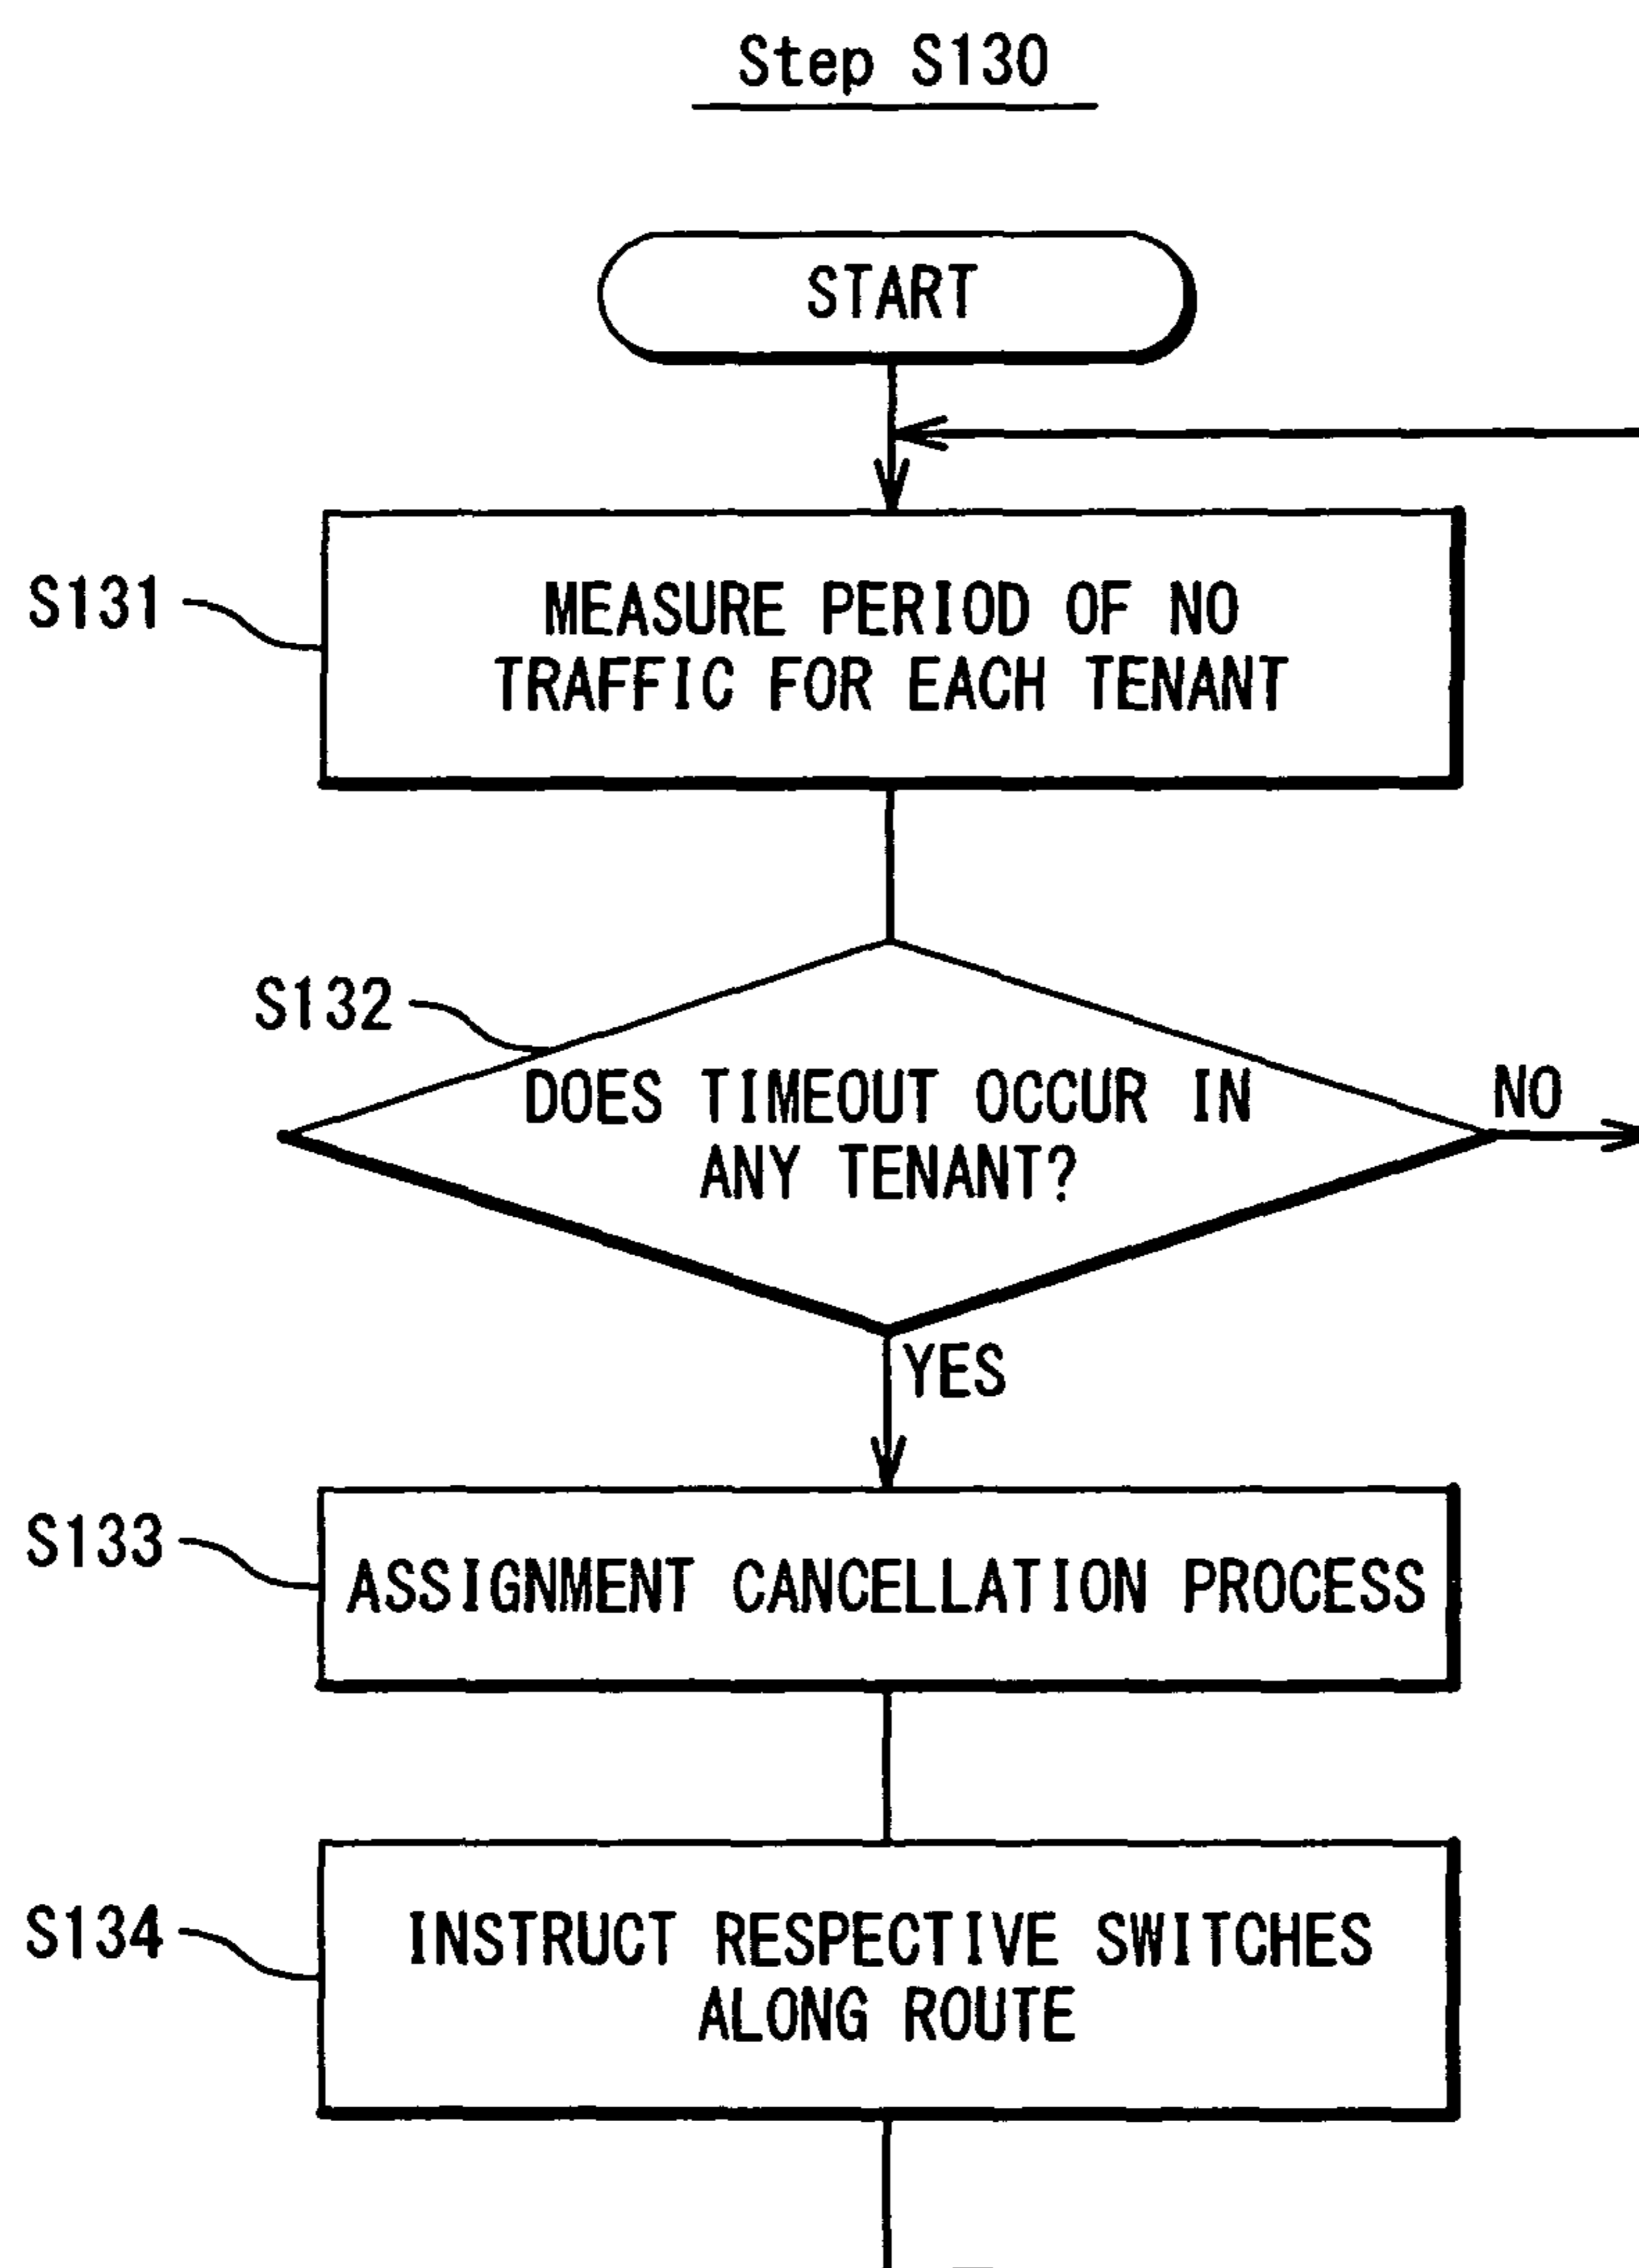 Step S130
START
S131
MEASURE PERIOD OF NO
TRAFFIC FOR EACH TENANT
S132
DOES TIMEOUT OCCUR IN
ANY TENANT?
NO
YES
S133
ASSIGNMENT CANCELLATION PROCESS
S134
INSTRUCT RESPECTIVE SWITCHES
ALONG ROUTE